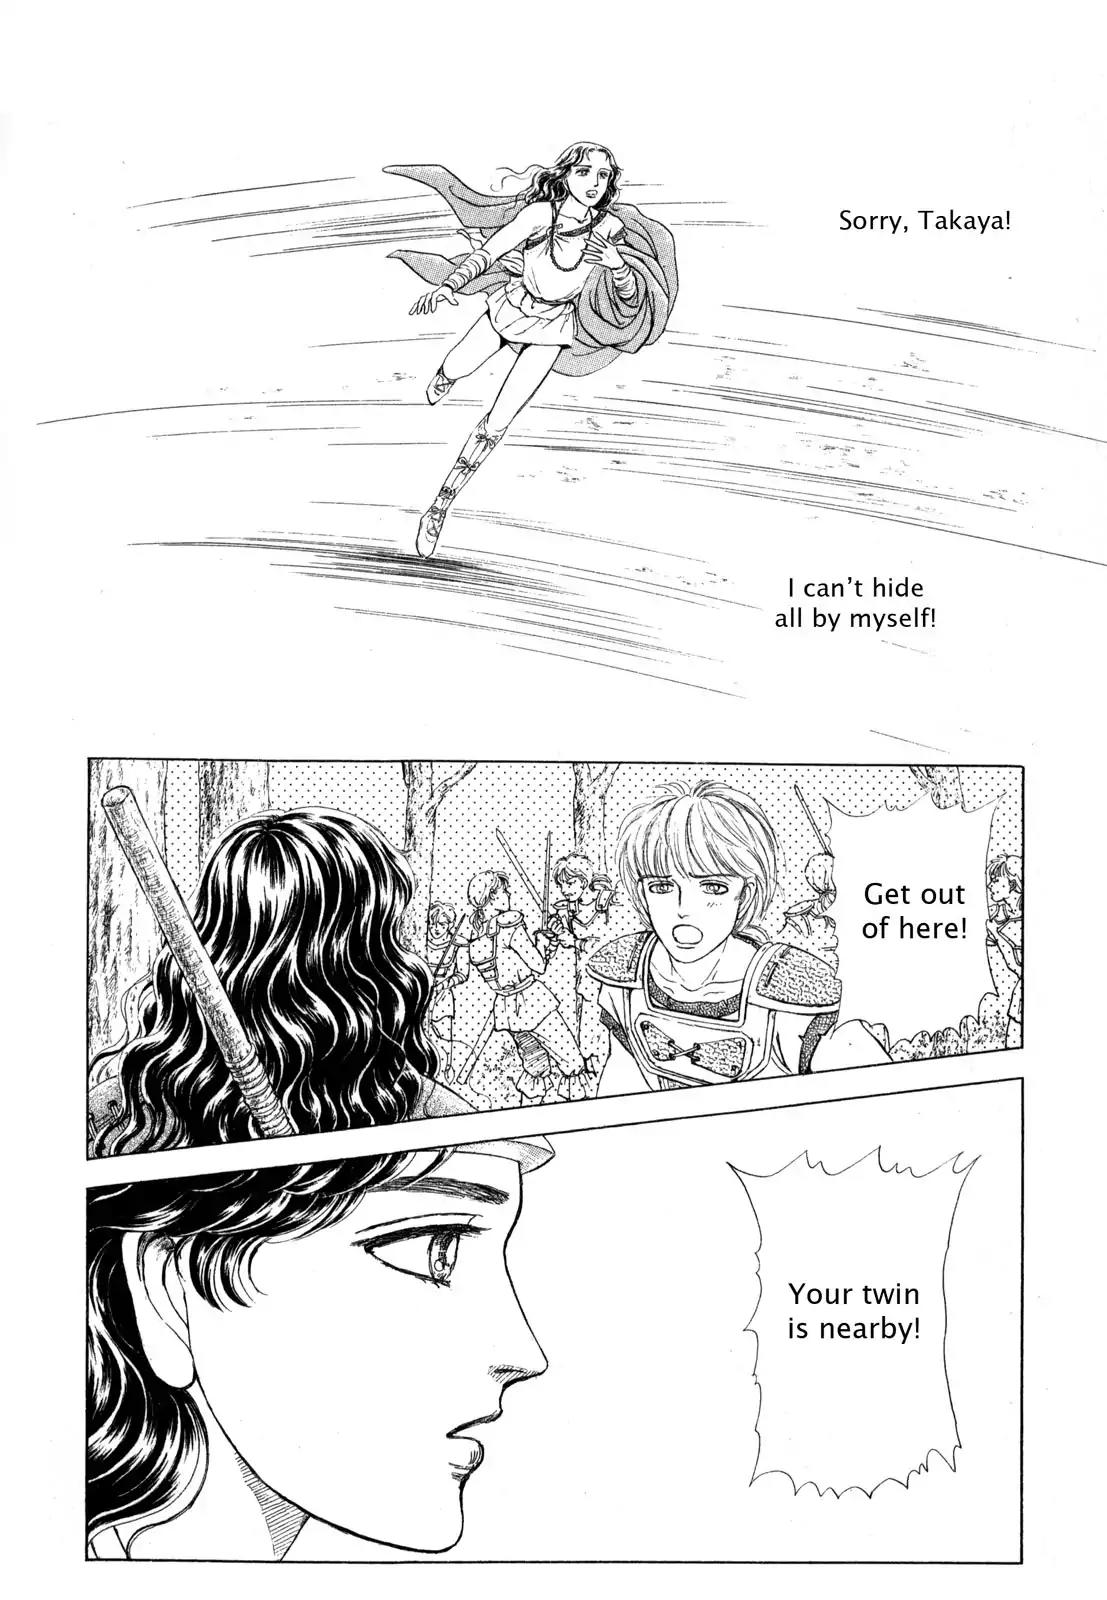 Sorry, Takaya!
I can't hide
all by myself!
Get out
of here!
Your twin
is nearby!